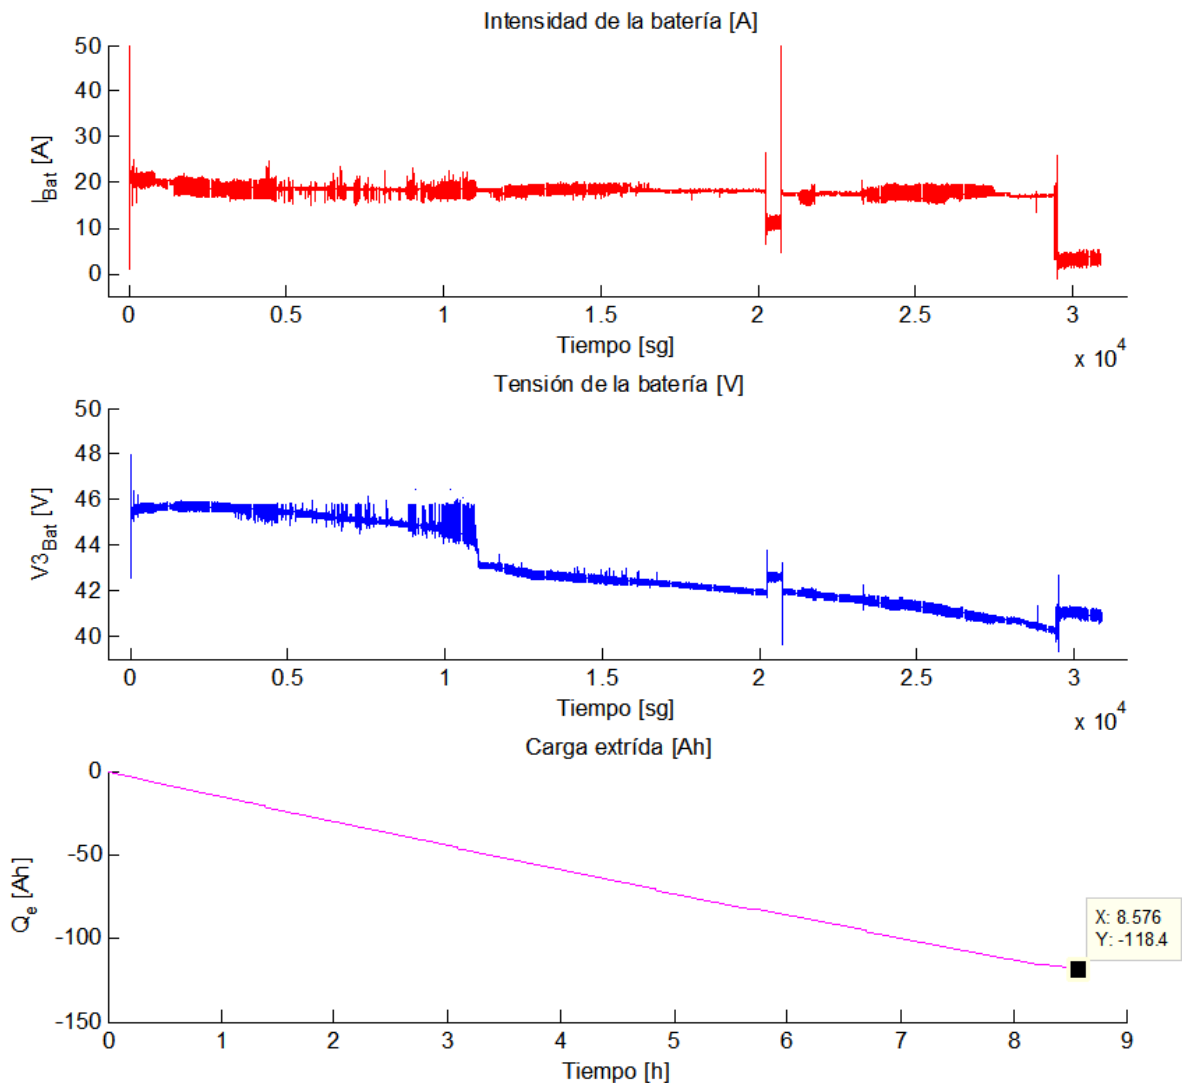 Intensidad de la batería [A]
50
40
30
20
10
0
I_Bat [A]
0 0.5 1 1.5 2 2.5 3
Tiempo [sg]
x 10^4
Tensión de la batería [V]
50
48
46
44
42
40
V3_Bat [V]
0 0.5 1 1.5 2 2.5 3
Tiempo [sg]
x 10^4
Carga extrída [Ah]
0
-50
-100
-150
Q_e [Ah]
X: 8.576
Y: -118.4
0 1 2 3 4 5 6 7 8 9
Tiempo [h]